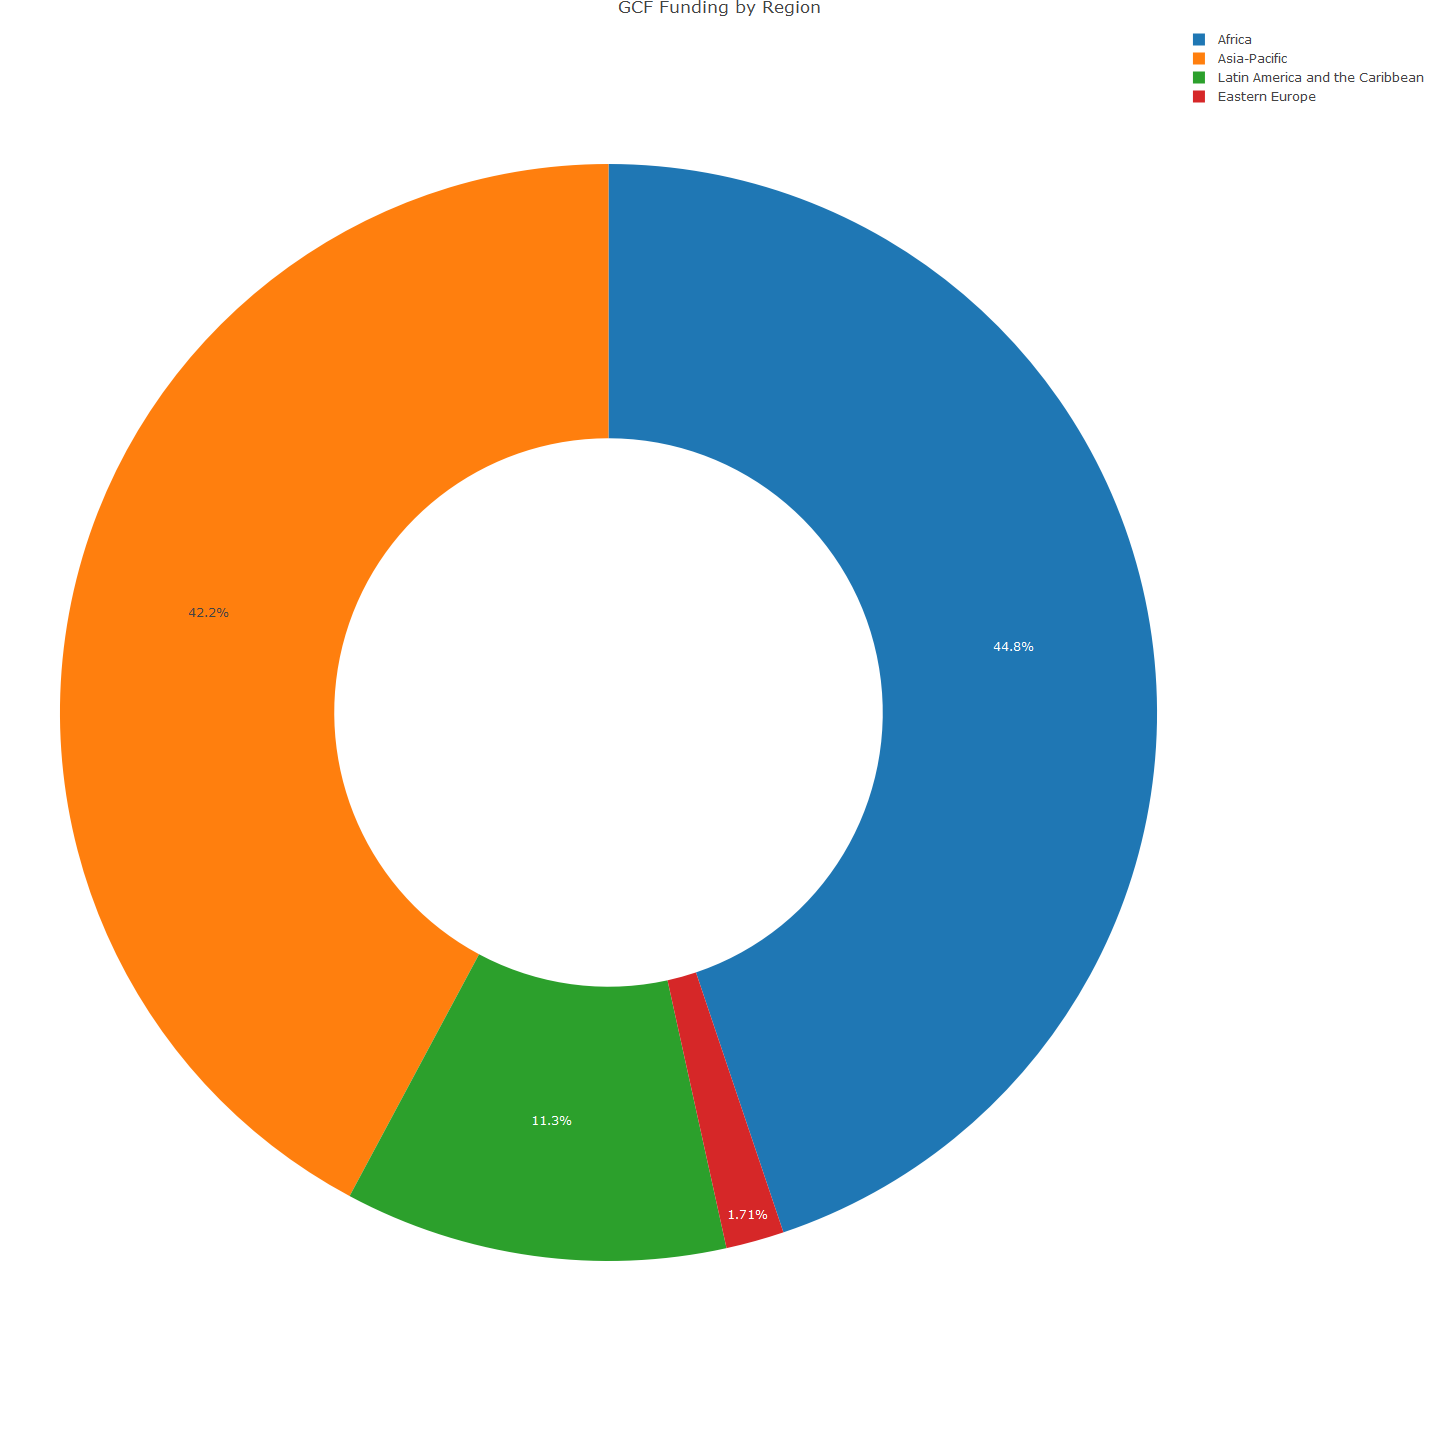 GCF Funding by Region
Africa
Asia-Pacific
Latin America and the Caribbean
Eastern Europe
42.2%
44.8%
11.3%
1.71%